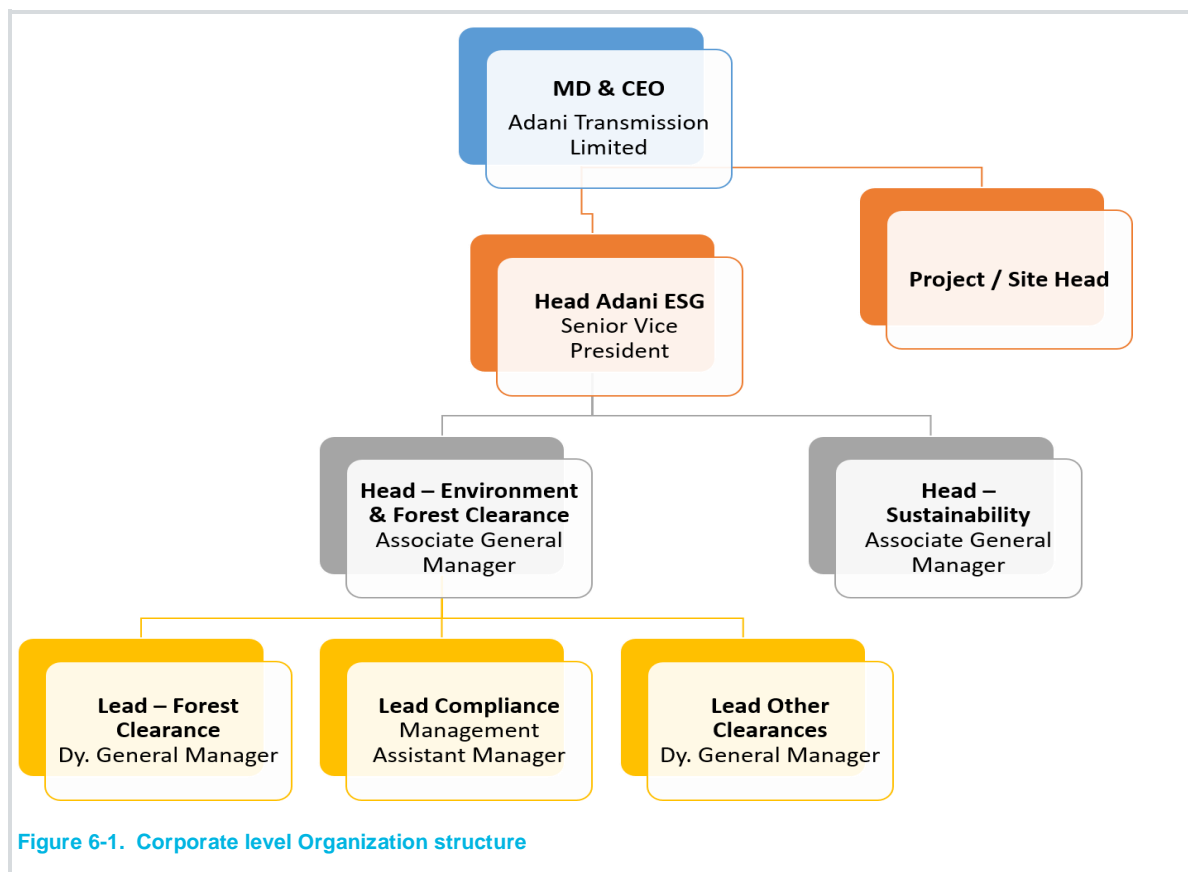 MD & CEO
Adani Transmission
Limited
Project / Site Head
Head Adani ESG
Senior Vice
President
Head – Environment
& Forest Clearance
Associate General
Manager
Head –
Sustainability
Associate General
Manager
Lead – Forest
Clearance
Dy. General Manager
Lead Compliance
Management
Assistant Manager
Lead Other
Clearances
Dy. General Manager
Figure 6-1. Corporate level Organization structure